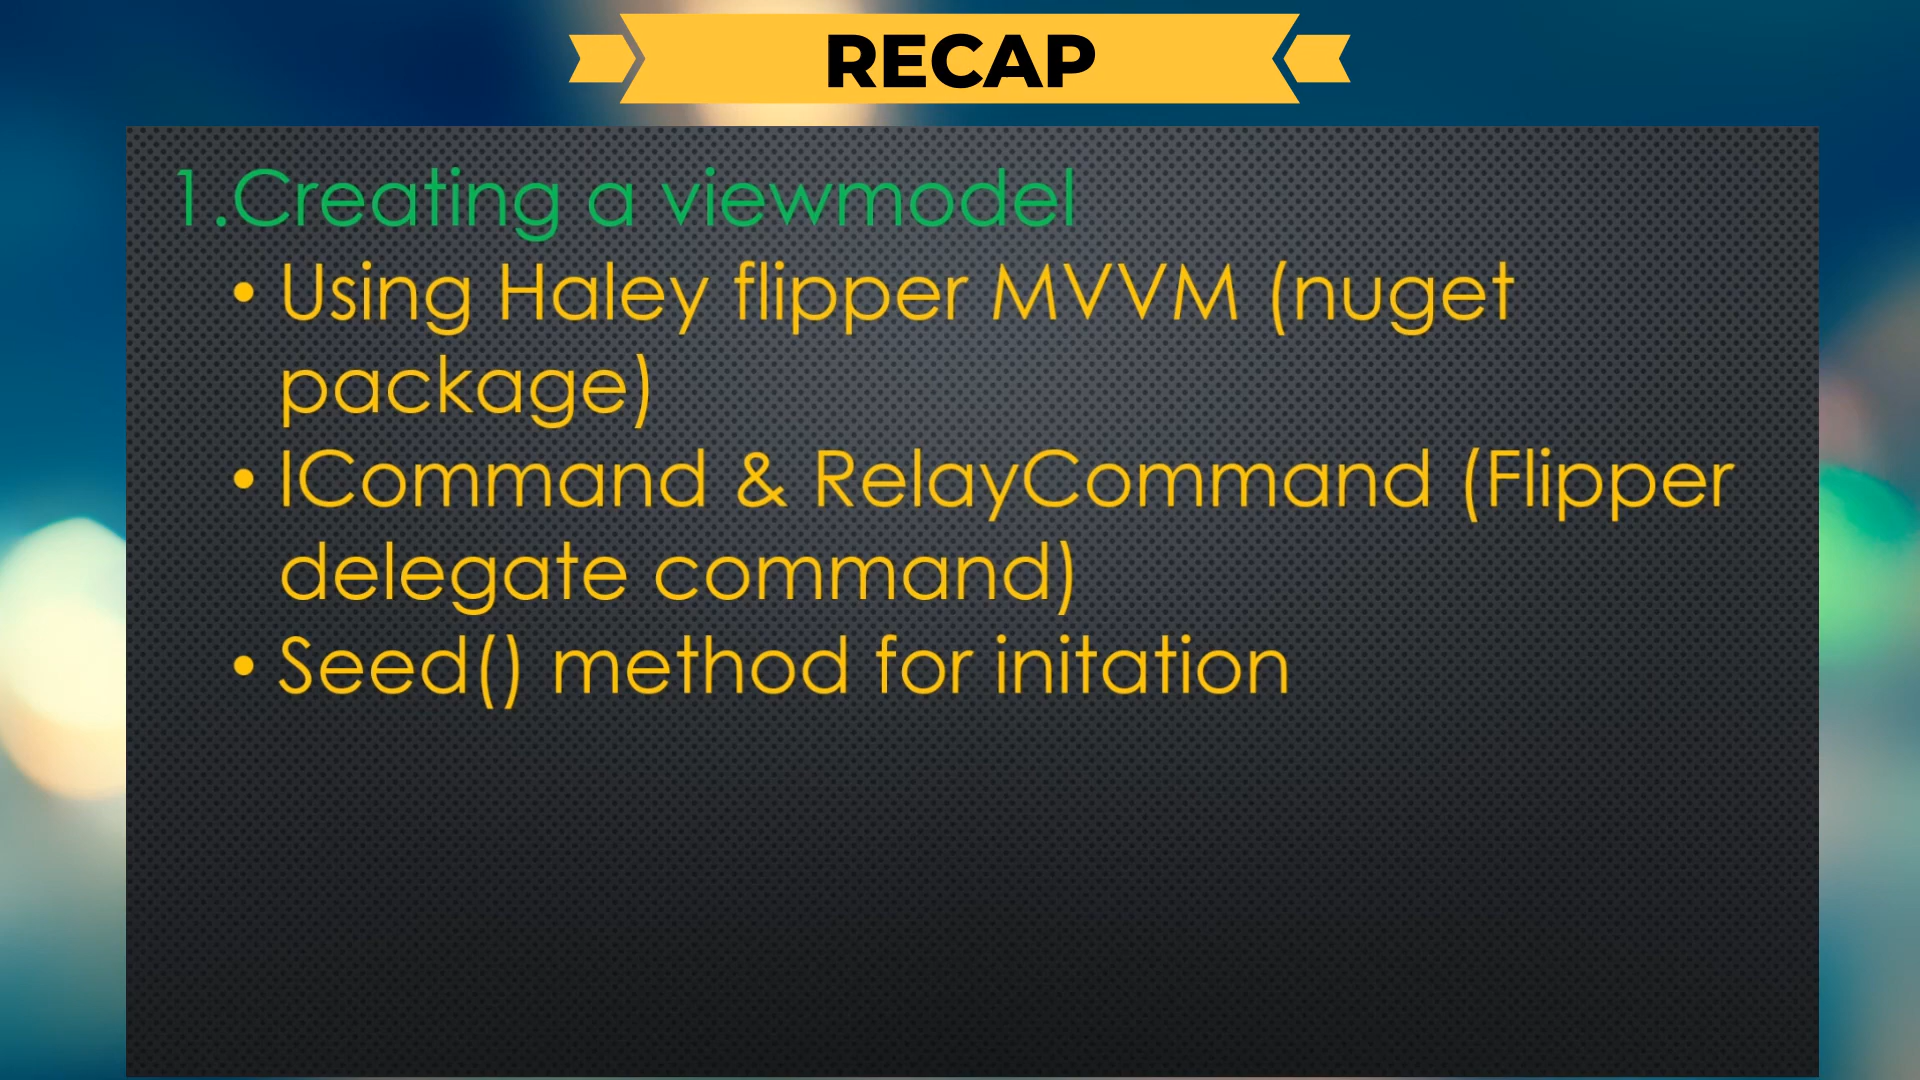 RECAP
1.Creating a viewmodel
• Using Haley flipper MVVM (nuget
package)
• ICommand & RelayCommand (Flipper
delegate command)
• Seed() method for initation